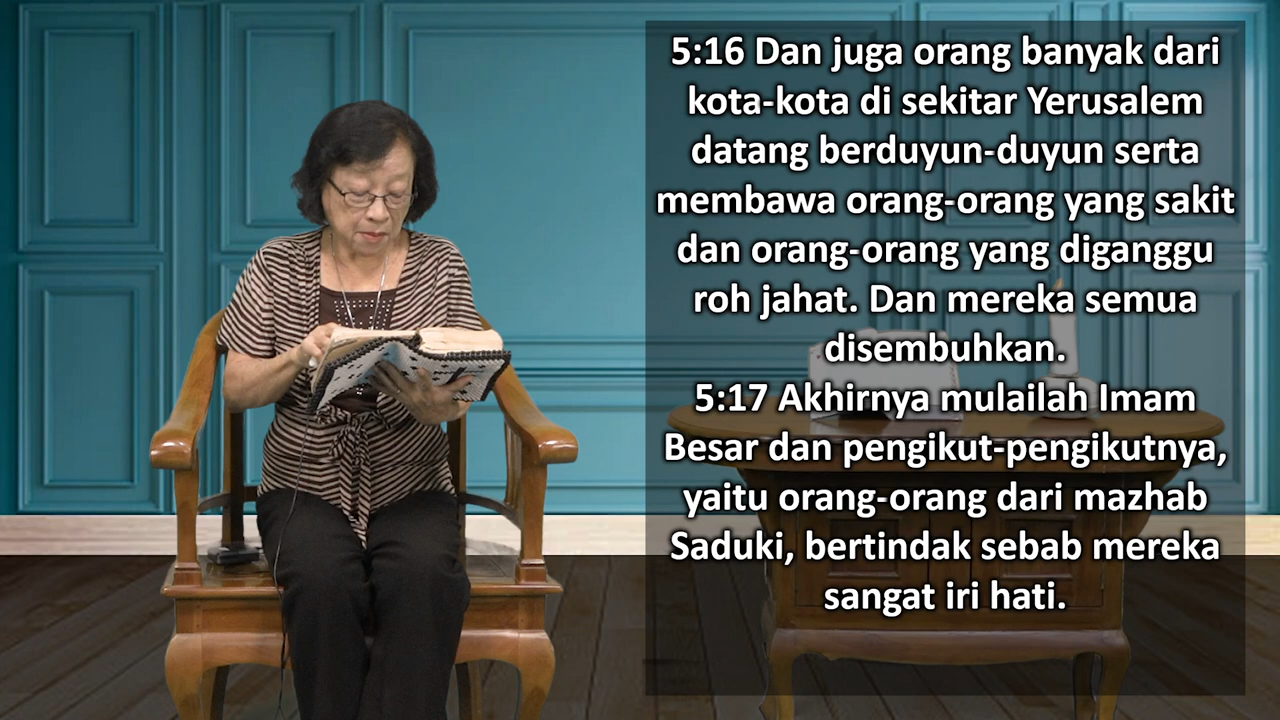 5:16 Dan juga orang banyak dari
kota-kota di sekitar Yerusalem
datang berduyun-duyun serta
membawa orang-orang yang sakit
dan orang-orang yang diganggu
roh jahat. Dan mereka semua
disembuhkan.
5:17 Akhirnya mulailah Imam
Besar dan pengikut-pengikutnya,
yaitu orang-orang dari mazhab
Saduki, bertindak sebab mereka
sangat iri hati.